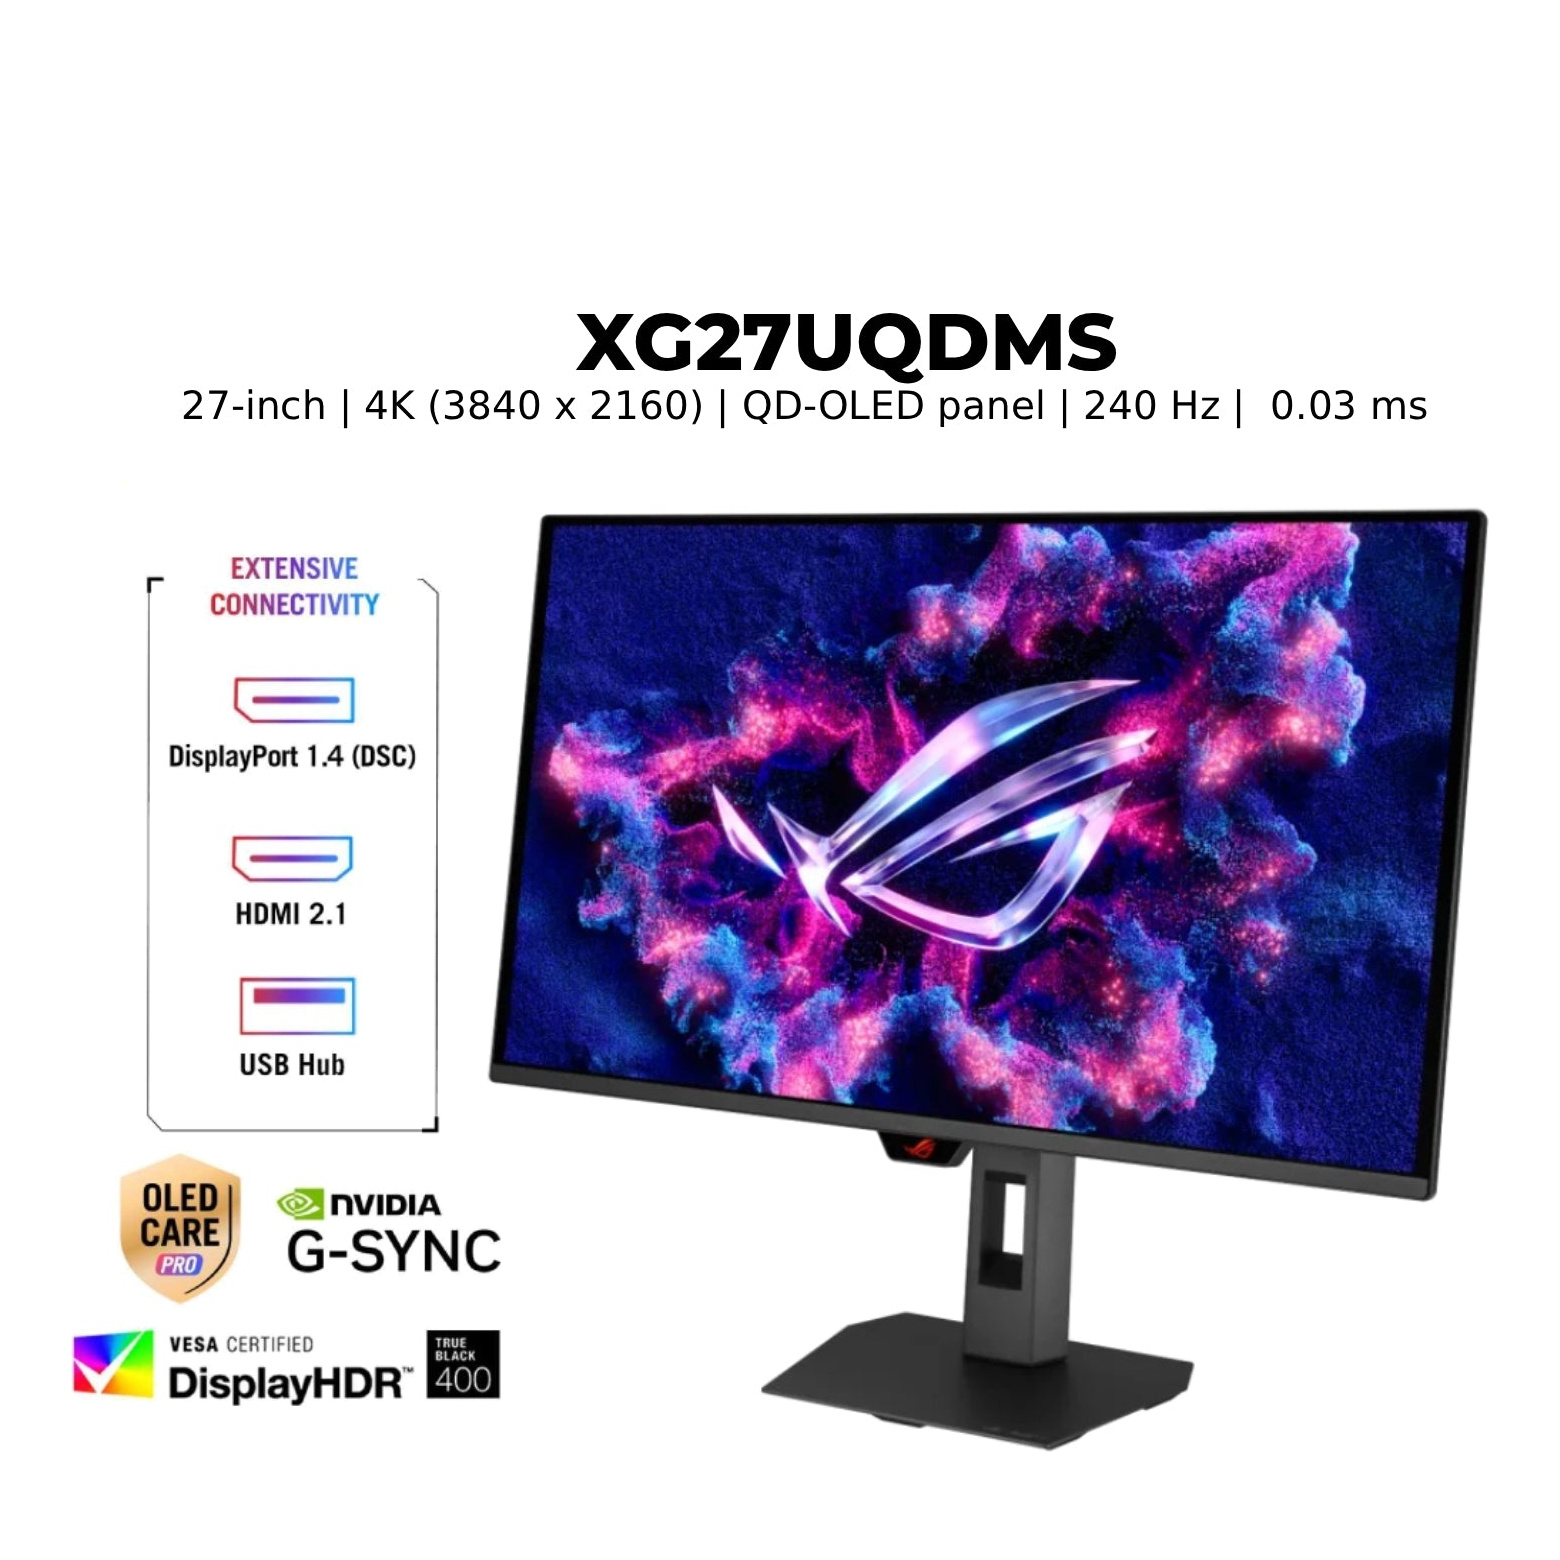 XG27UQDMS
27-inch | 4K (3840 x 2160) | QD-OLED panel | 240 Hz |  0.03 ms
EXTENSIVE
CONNECTIVITY
DisplayPort 1.4 (DSC)
HDMI 2.1
USB Hub
OLED
CARE
PRO
NVIDIA
G-SYNC
VESA CERTIFIED
DisplayHDR™
TRUE
BLACK
400